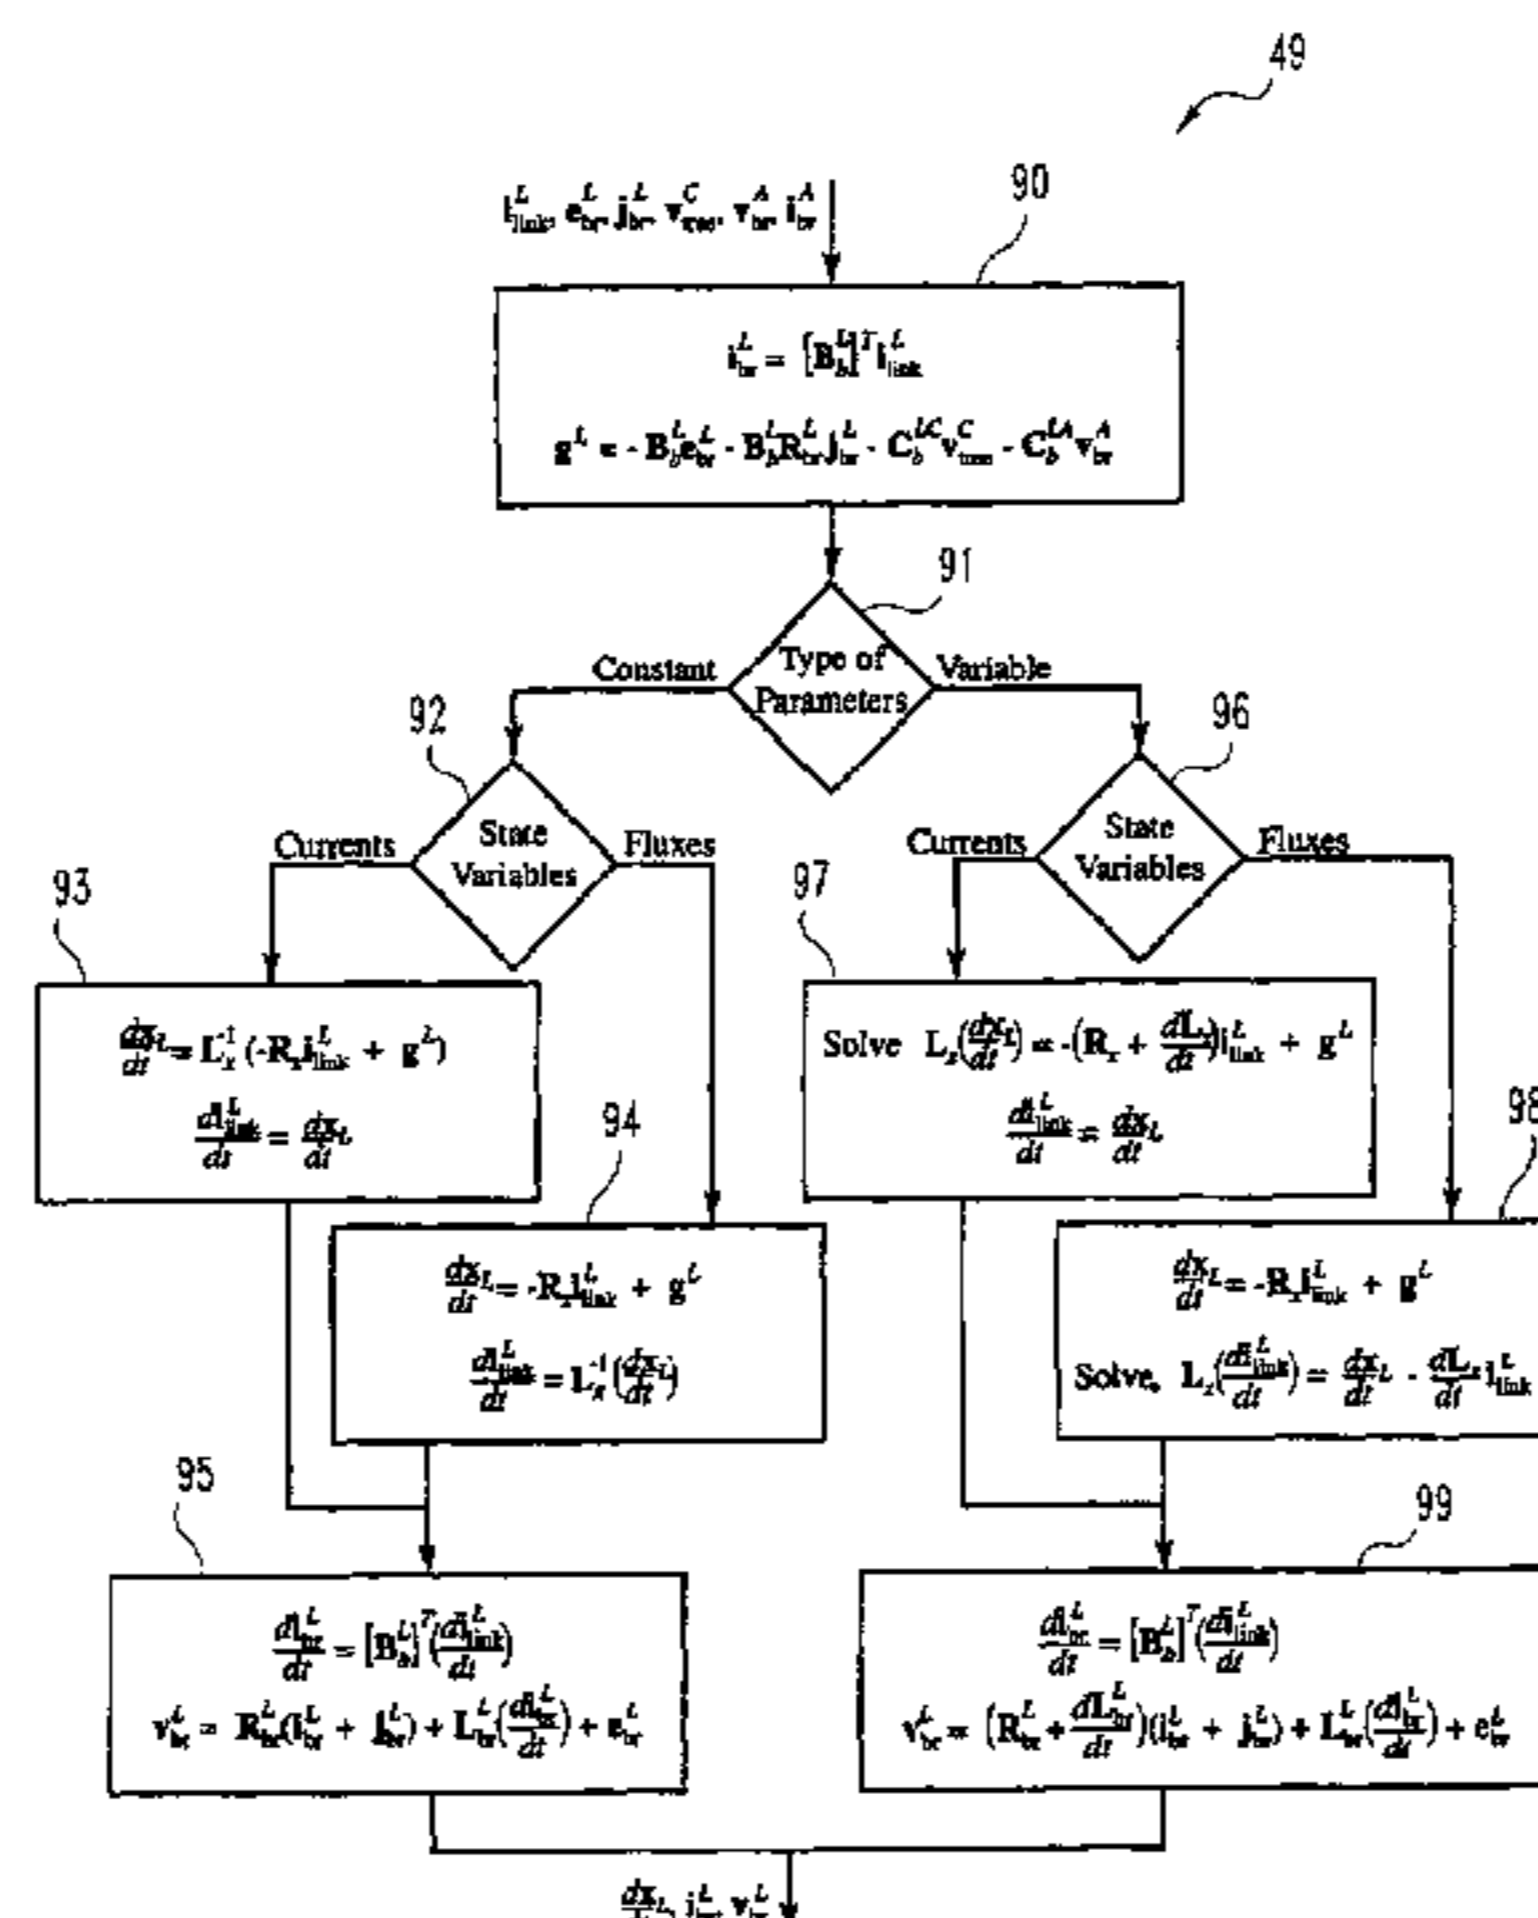 49
90
i^L_link, e^L_br, j^L_br, v^C_tree, v^A_br, i^A_br
i^L_br = [B^L_b]^T i^L_link
g^L = - B^L_b e^L_br - B^L_b R^L_br j^L_br - C^LC_b v^C_tree - C^LA_b v^A_br
91
Type of
Parameters
Constant
Variable
92
State
Variables
Currents
Fluxes
96
State
Variables
Currents
Fluxes
93
dx_L/dt = L^-1_x (-R_x i^L_link + g^L)
di^L_link/dt = dx_L/dt
94
dx_L/dt = -R_x i^L_link + g^L
di^L_link/dt = L^-1_x (dx_L/dt)
97
Solve L_x(dx_L/dt) = -(R_x + dL_x/dt)i^L_link + g^L
di^L_link/dt = dx_L/dt
98
dx_L/dt = -R_x i^L_link + g^L
Solve. L_x(di^L_link/dt) = dx_L/dt - dL_x/dt i^L_link
95
di^L_br/dt = [B^L_b]^T (di^L_link/dt)
v^L_br = R^L_br(i^L_br + j^L_br) + L^L_br(di^L_br/dt) + e^L_br
99
di^L_br/dt = [B^L_b]^T (di^L_link/dt)
v^L_br = (R^L_br + dL^L_br/dt)(i^L_br + j^L_br) + L^L_br(di^L_br/dt) + e^L_br